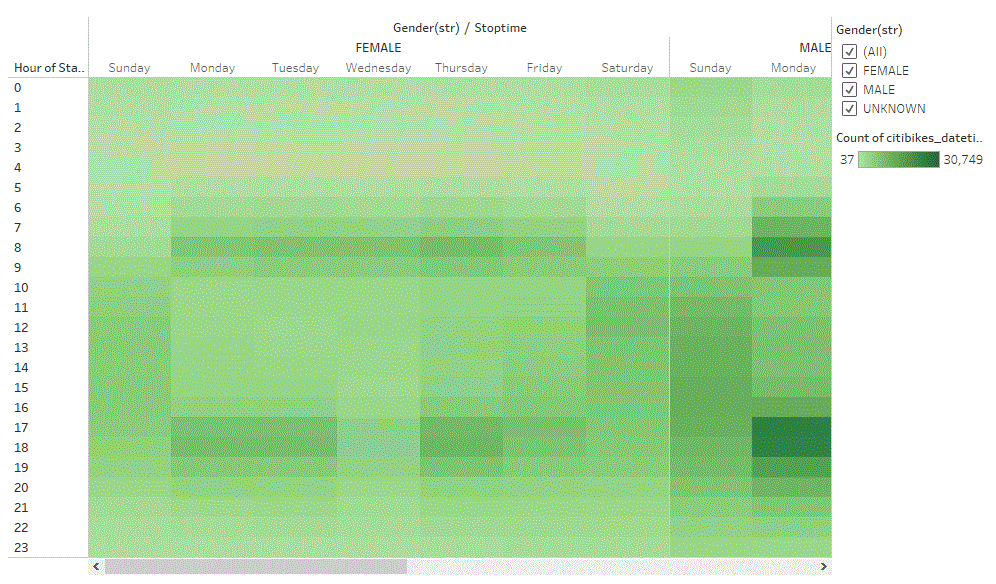 Gender(str) / Stoptime
FEMALE MALE
Hour of Sta.. Sunday Monday Tuesday Wednesday Thursday Friday Saturday Sunday Monday
0
1
2
3
4
5
6
7
8
9
10
11
12
13
14
15
16
17
18
19
20
21
22
23
Gender(str)
(All)
FEMALE
MALE
UNKNOWN
Count of citibikes_dateti..
37 30,749